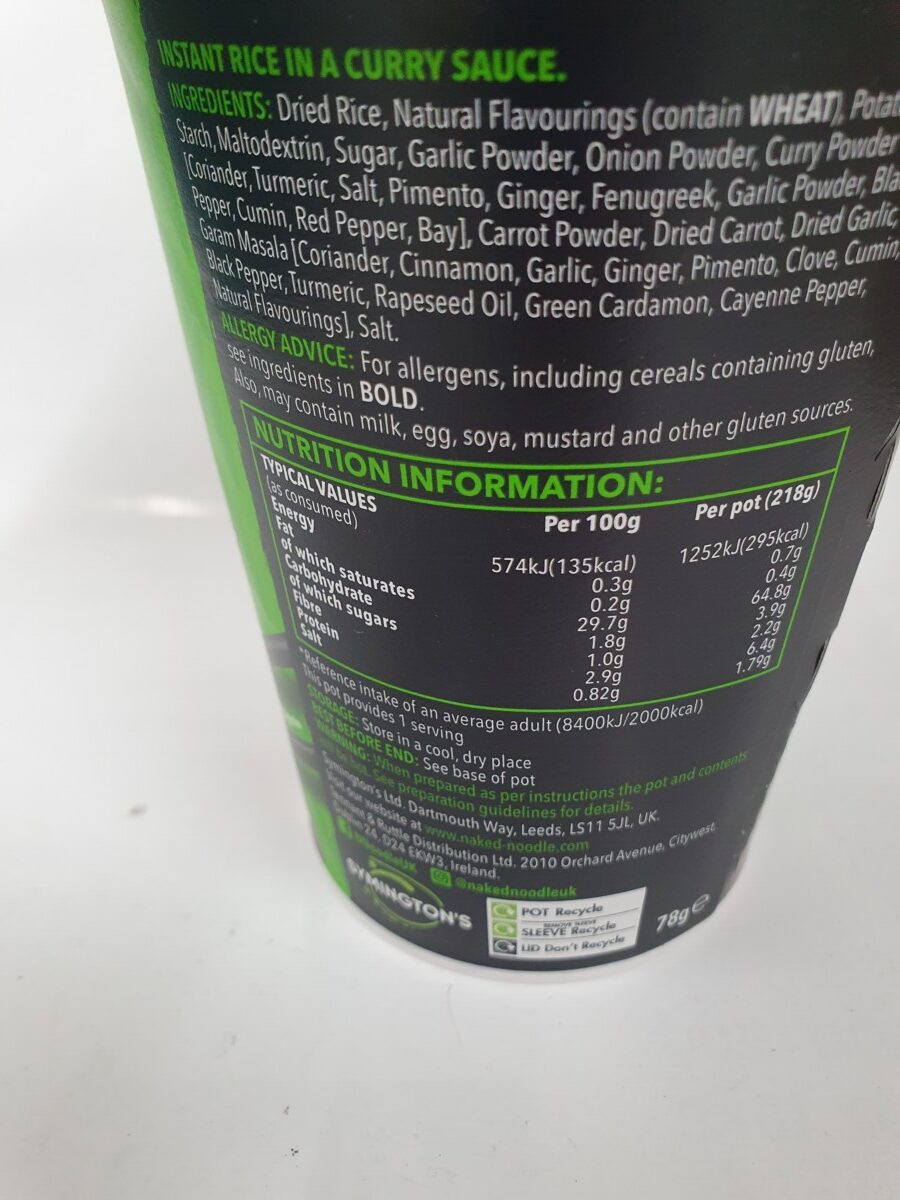 INSTANT RICE IN A CURRY SAUCE.
INGREDIENTS: Dried Rice, Natural Flavourings (contain WHEAT), Potat
Starch, Maltodextrin, Sugar, Garlic Powder, Onion Powder, Curry Powder
[Coriander, Turmeric, Salt, Pimento, Ginger, Fenugreek, Garlic Powder, Bla
Pepper, Cumin, Red Pepper, Bay], Carrot Powder, Dried Carrot, Dried Garlic,
Garam Masala [Coriander, Cinnamon, Garlic, Ginger, Pimento, Clove, Cumin,
Black Pepper, Turmeric, Rapeseed Oil, Green Cardamon, Cayenne Pepper,
Natural Flavourings], Salt.
ALLERGY ADVICE: For allergens, including cereals containing gluten,
see ingredients in BOLD.
Also, may contain milk, egg, soya, mustard and other gluten sources.
NUTRITION INFORMATION:
TYPICAL VALUES
(as consumed) Per 100g Per pot (218g)
Energy 574kJ(135kcal) 1252kJ(295kcal)
Fat 0.3g 0.7g
of which saturates 0.2g 0.4g
Carbohydrate 29.7g 64.8g
of which sugars 1.8g 3.9g
Fibre 1.0g 2.2g
Protein 2.9g 6.4g
Salt 0.82g 1.79g
*Reference intake of an average adult (8400kJ/2000kcal)
This pot provides 1 serving
STORAGE: Store in a cool, dry place
BEST BEFORE END: See base of pot
WARNING: When prepared as per instructions the pot and contents
hot. See preparation guidelines for details.
Symington's Ltd. Dartmouth Way, Leeds, LS11 5JL, UK.
Visit our website at www.naked-noodle.com
& Ruttle Distribution Ltd. 2010 Orchard Avenue, Citywest,
Dublin 24, D24 EKW3, Ireland.
@nakednoodleuk
SYMINGTON'S
POT Recycle
REMOVE SLEEVE
SLEEVE Recycle
LID Don't Recycle
78g e